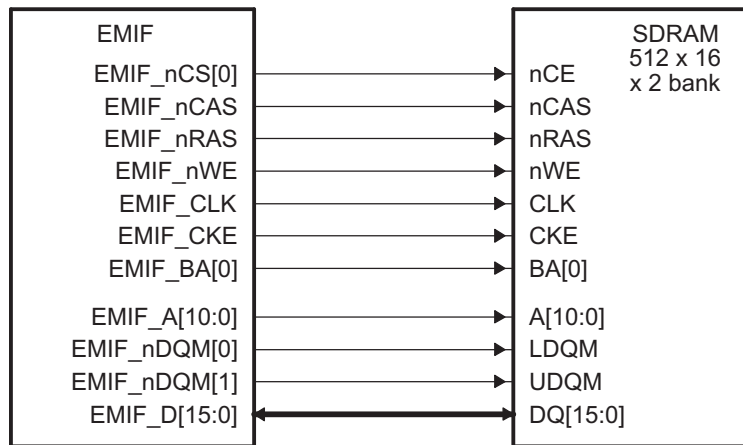 EMIF
EMIF_nCS[0]
EMIF_nCAS
EMIF_nRAS
EMIF_nWE
EMIF_CLK
EMIF_CKE
EMIF_BA[0]
EMIF_A[10:0]
EMIF_nDQM[0]
EMIF_nDQM[1]
EMIF_D[15:0]
SDRAM
512 x 16
x 2 bank
nCE
nCAS
nRAS
nWE
CLK
CKE
BA[0]
A[10:0]
LDQM
UDQM
DQ[15:0]